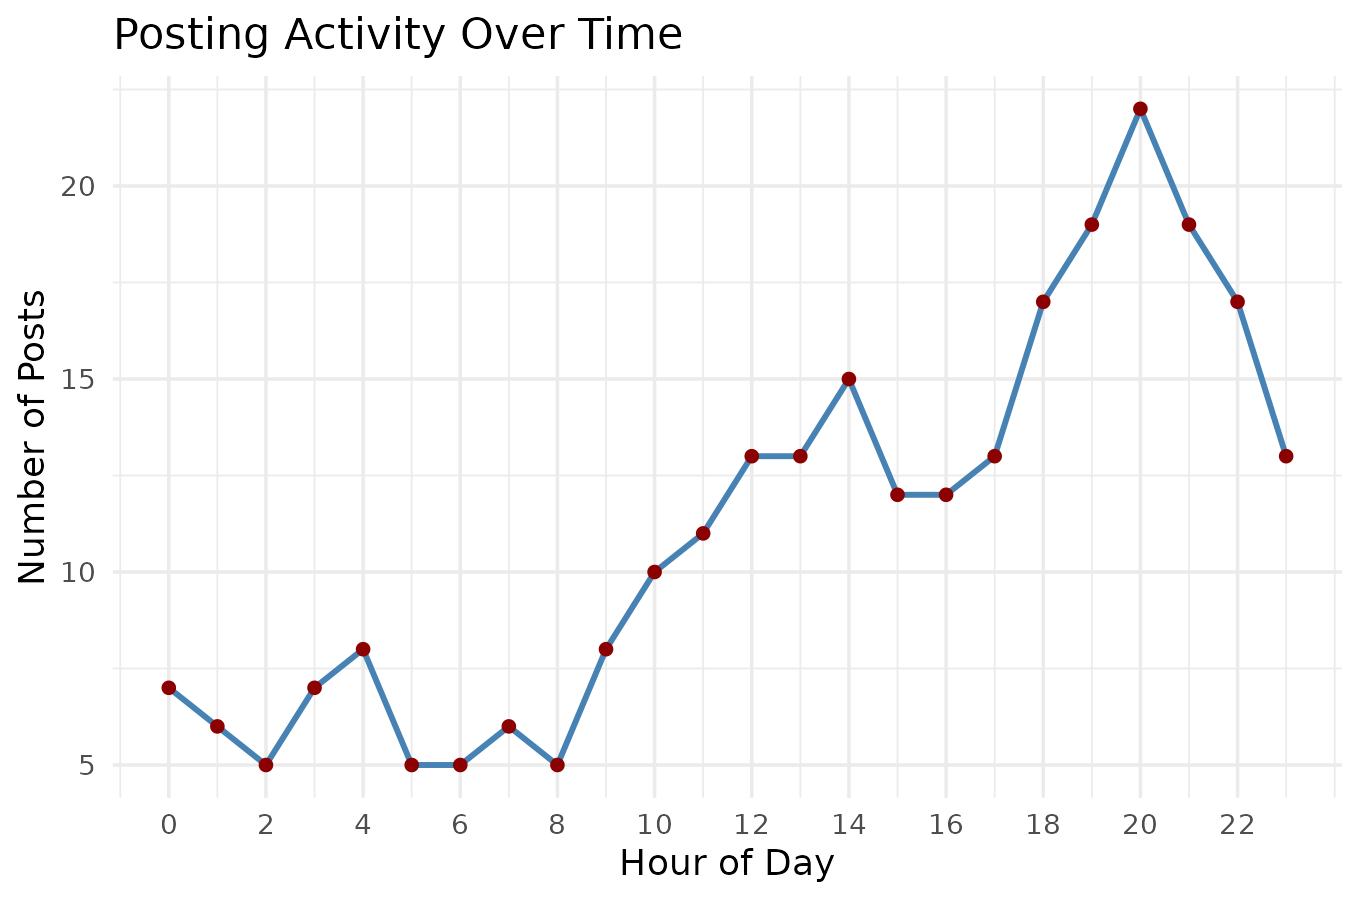 Posting Activity Over Time
Number of Posts
20
15
10
5
0 2 4 6 8 10 12 14 16 18 20 22
Hour of Day